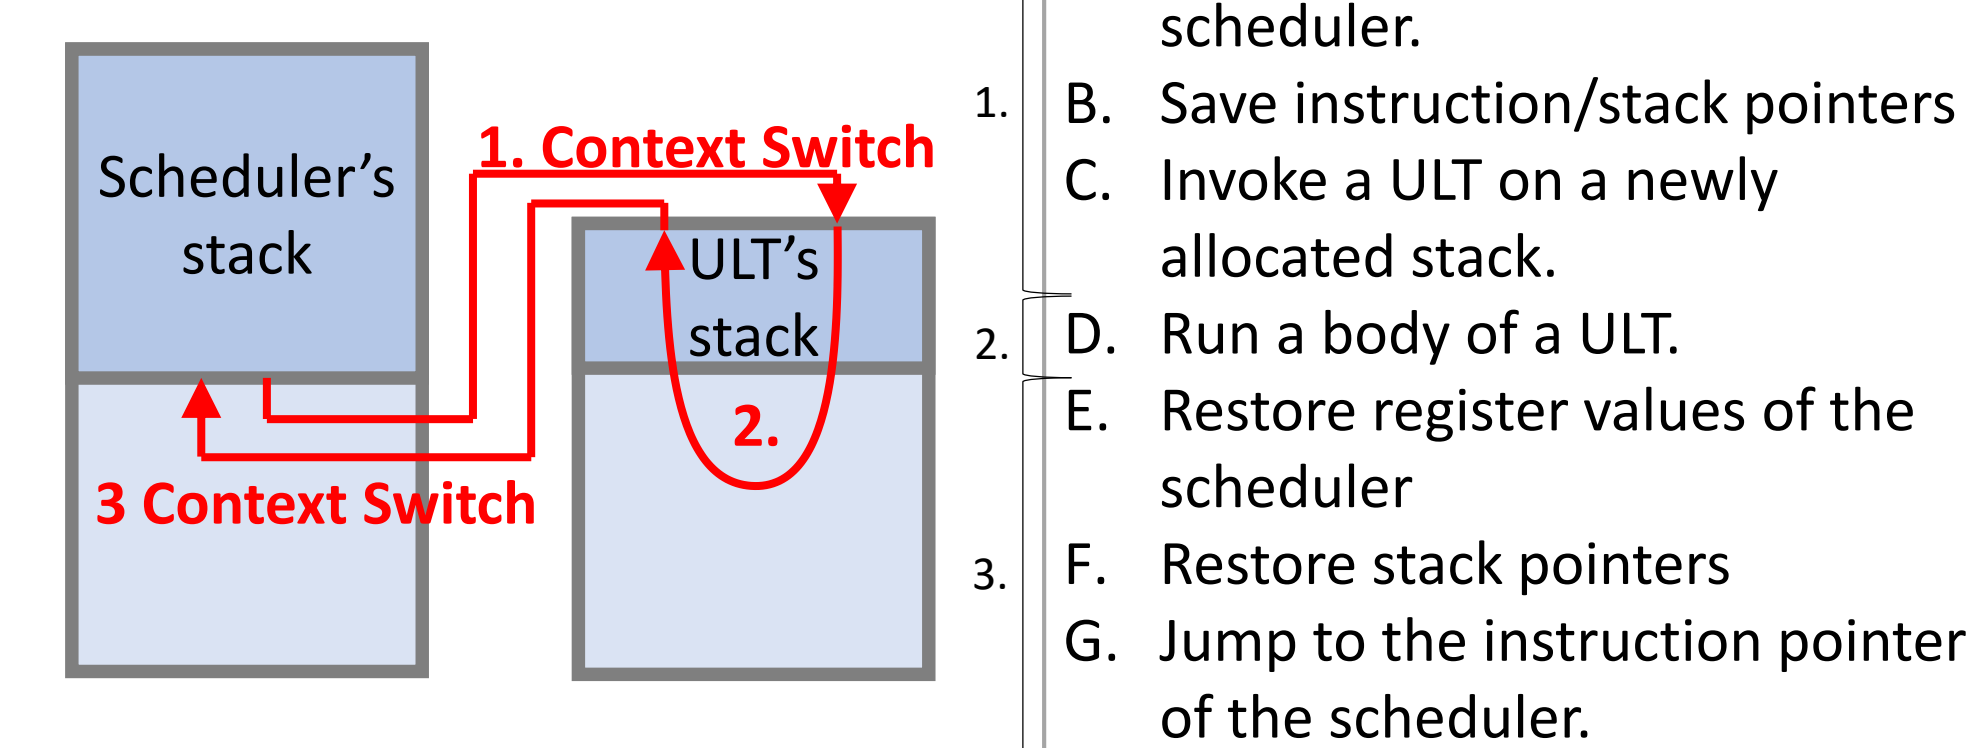 Scheduler's
stack
1. Context Switch
ULT's
stack
2.
3 Context Switch
scheduler.
1.
B. Save instruction/stack pointers
C. Invoke a ULT on a newly
allocated stack.
2.
D. Run a body of a ULT.
E. Restore register values of the
scheduler
3.
F. Restore stack pointers
G. Jump to the instruction pointer
of the scheduler.